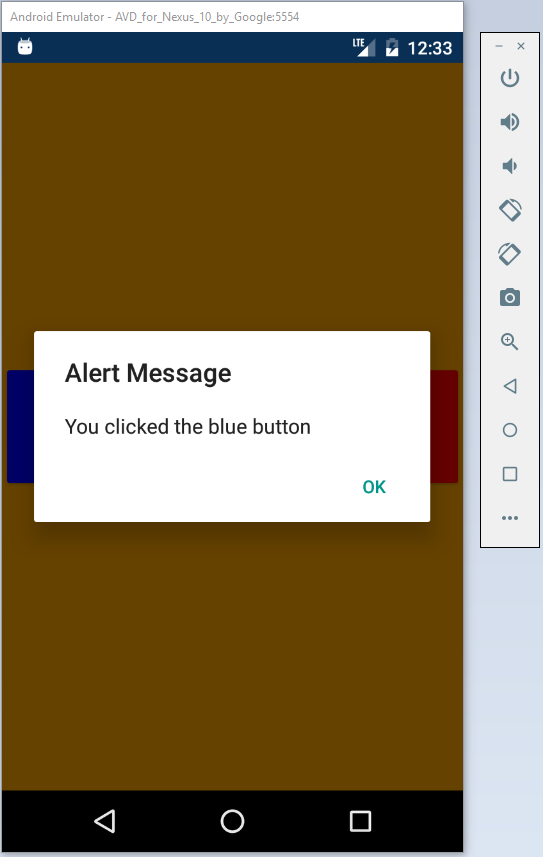 Android Emulator - AVD_for_Nexus_10_by_Google:5554
LTE 12:33
Alert Message
You clicked the blue button
OK